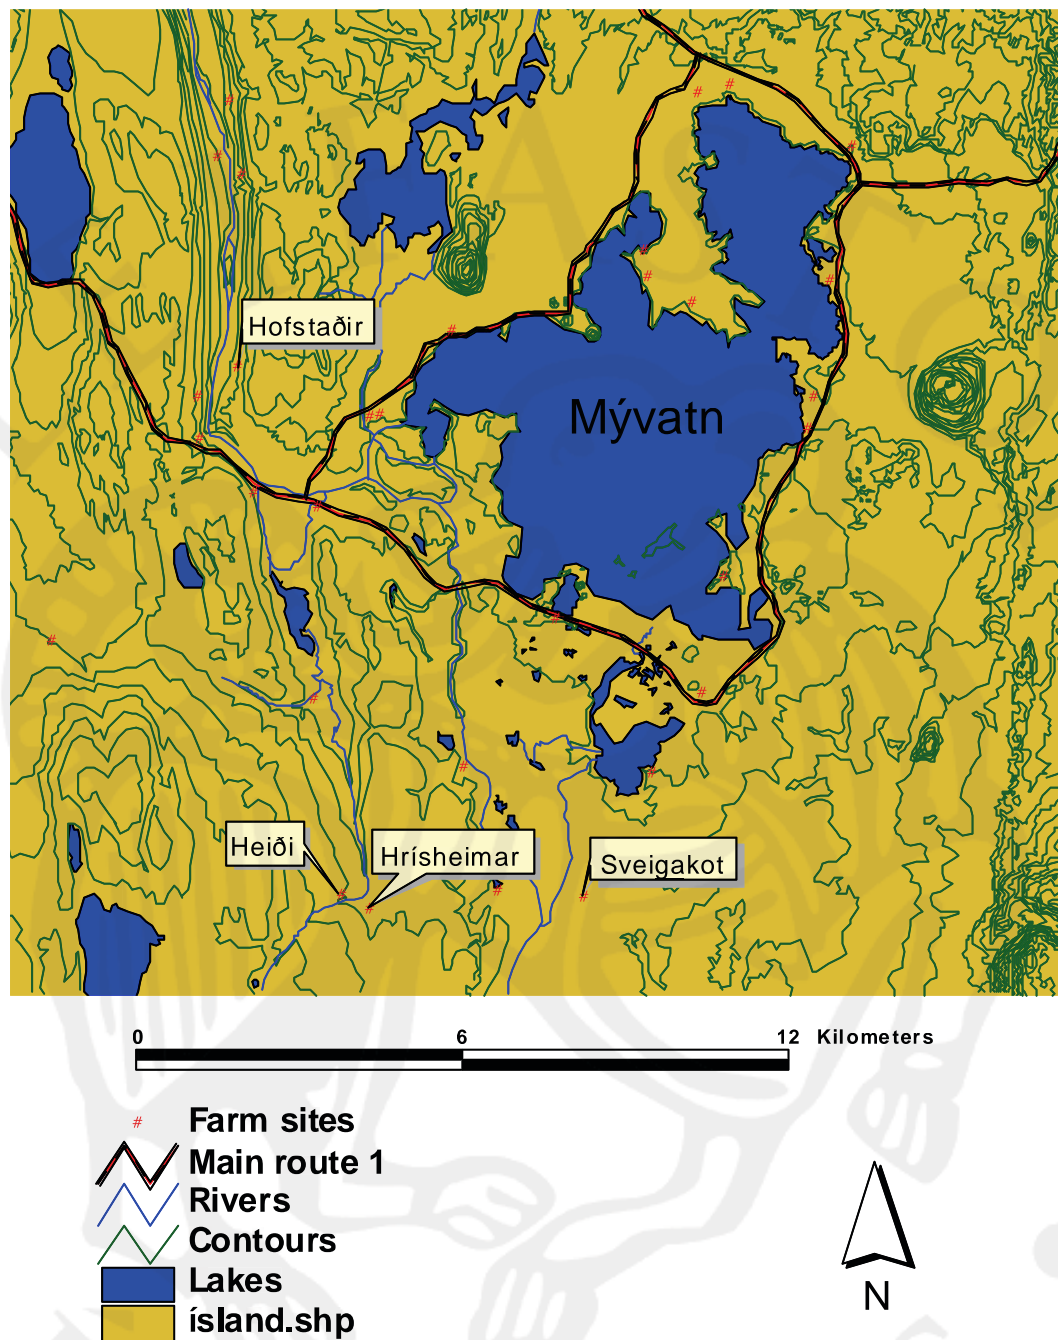 Hofstaðir
Mývatn
Heiði
Hrísheimar
Sveigakot
0 6 12 Kilometers
# Farm sites
Main route 1
Rivers
Contours
Lakes
ísland.shp
N